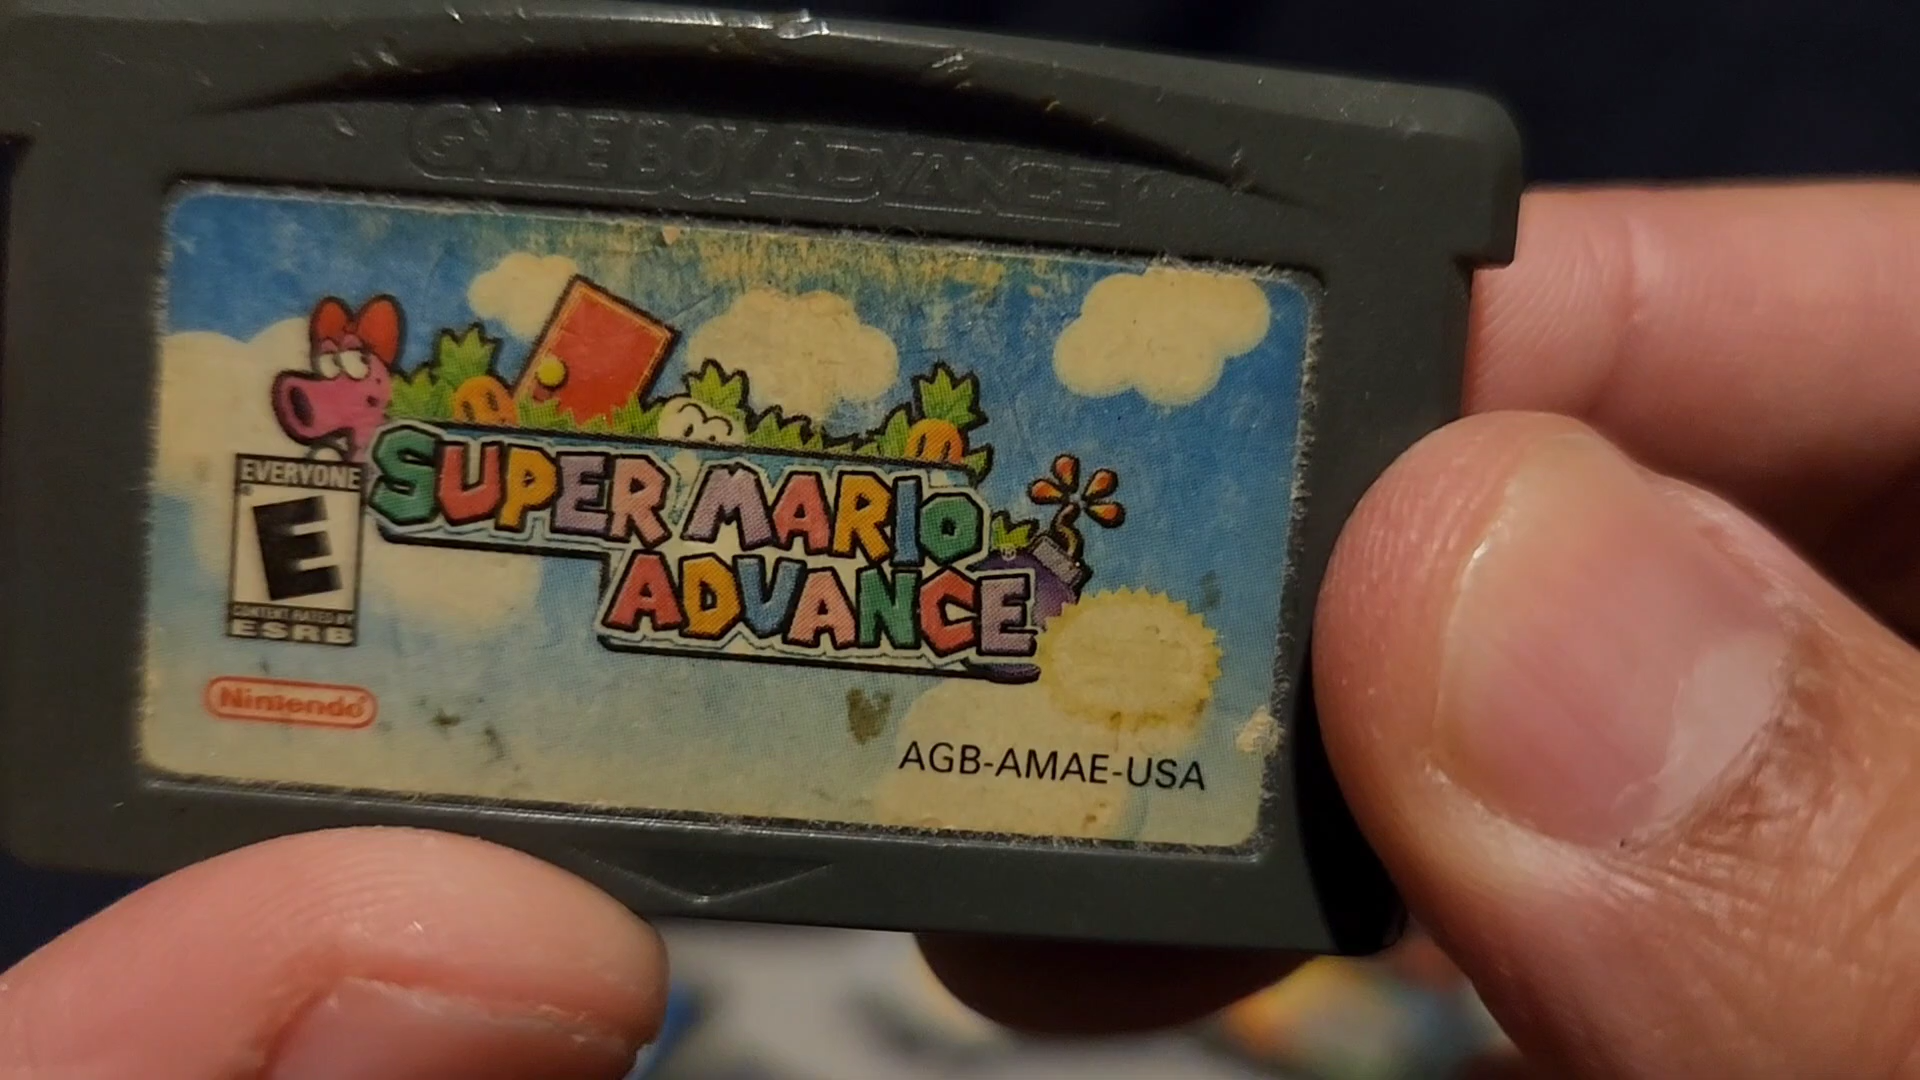 GAME BOY ADVANCE
EVERYONE
E
CONTENT RATED BY
ESRB
SUPER MARIO
ADVANCE
Nintendo
AGB-AMAE-USA